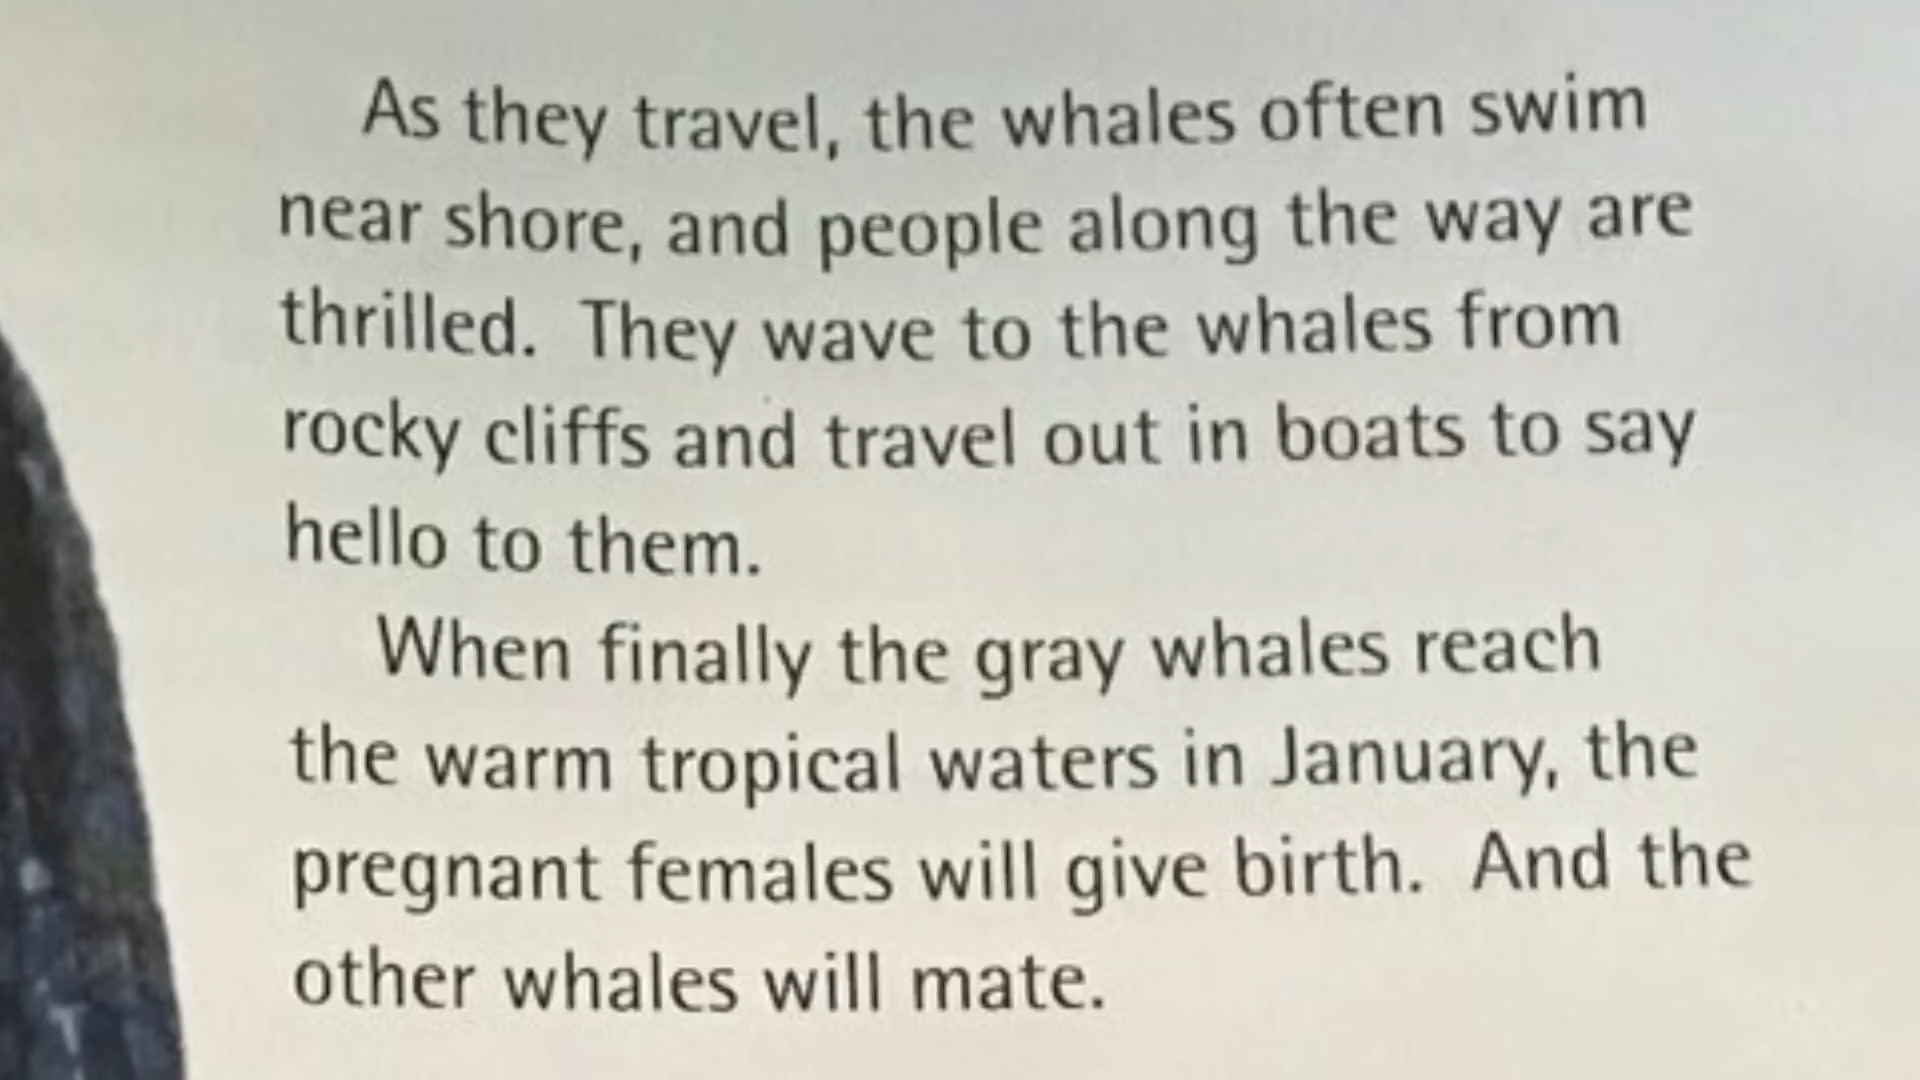 As they travel, the whales often swim
near shore, and people along the way are
thrilled. They wave to the whales from
rocky cliffs and travel out in boats to say
hello to them.
When finally the gray whales reach
the warm tropical waters in January, the
pregnant females will give birth. And the
other whales will mate.